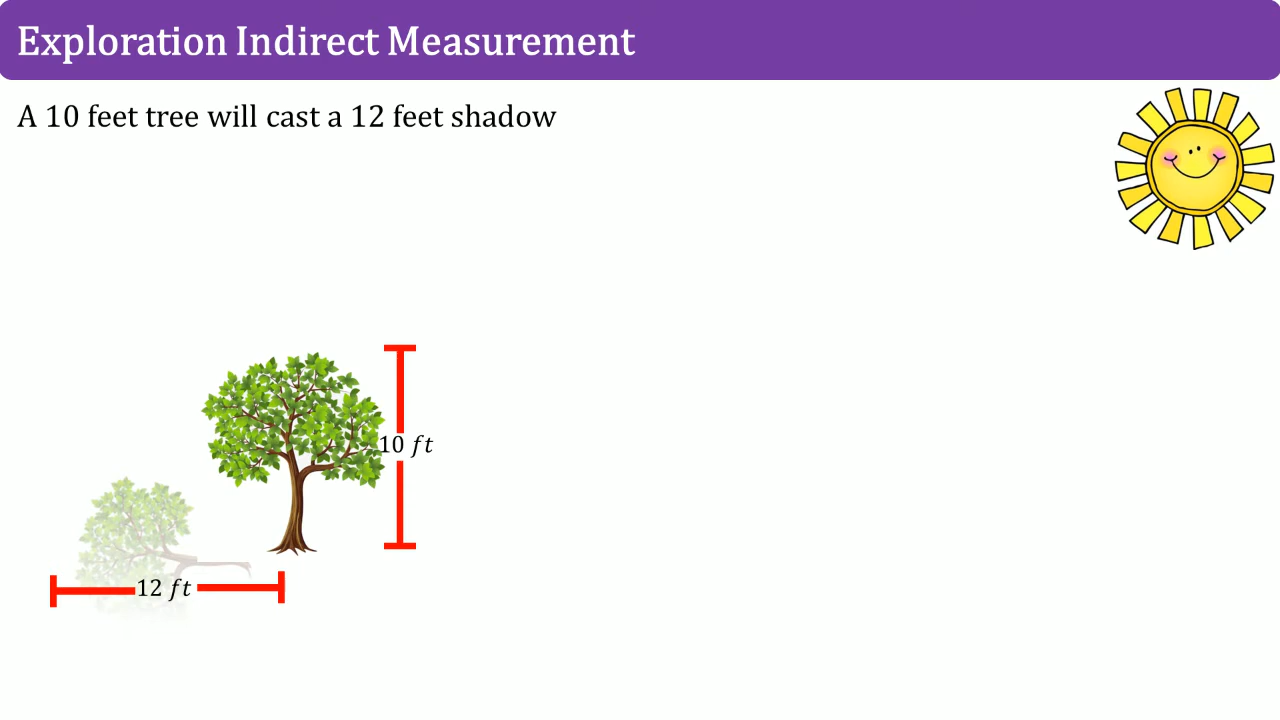 Exploration Indirect Measurement
A 10 feet tree will cast a 12 feet shadow
10 ft
12 ft